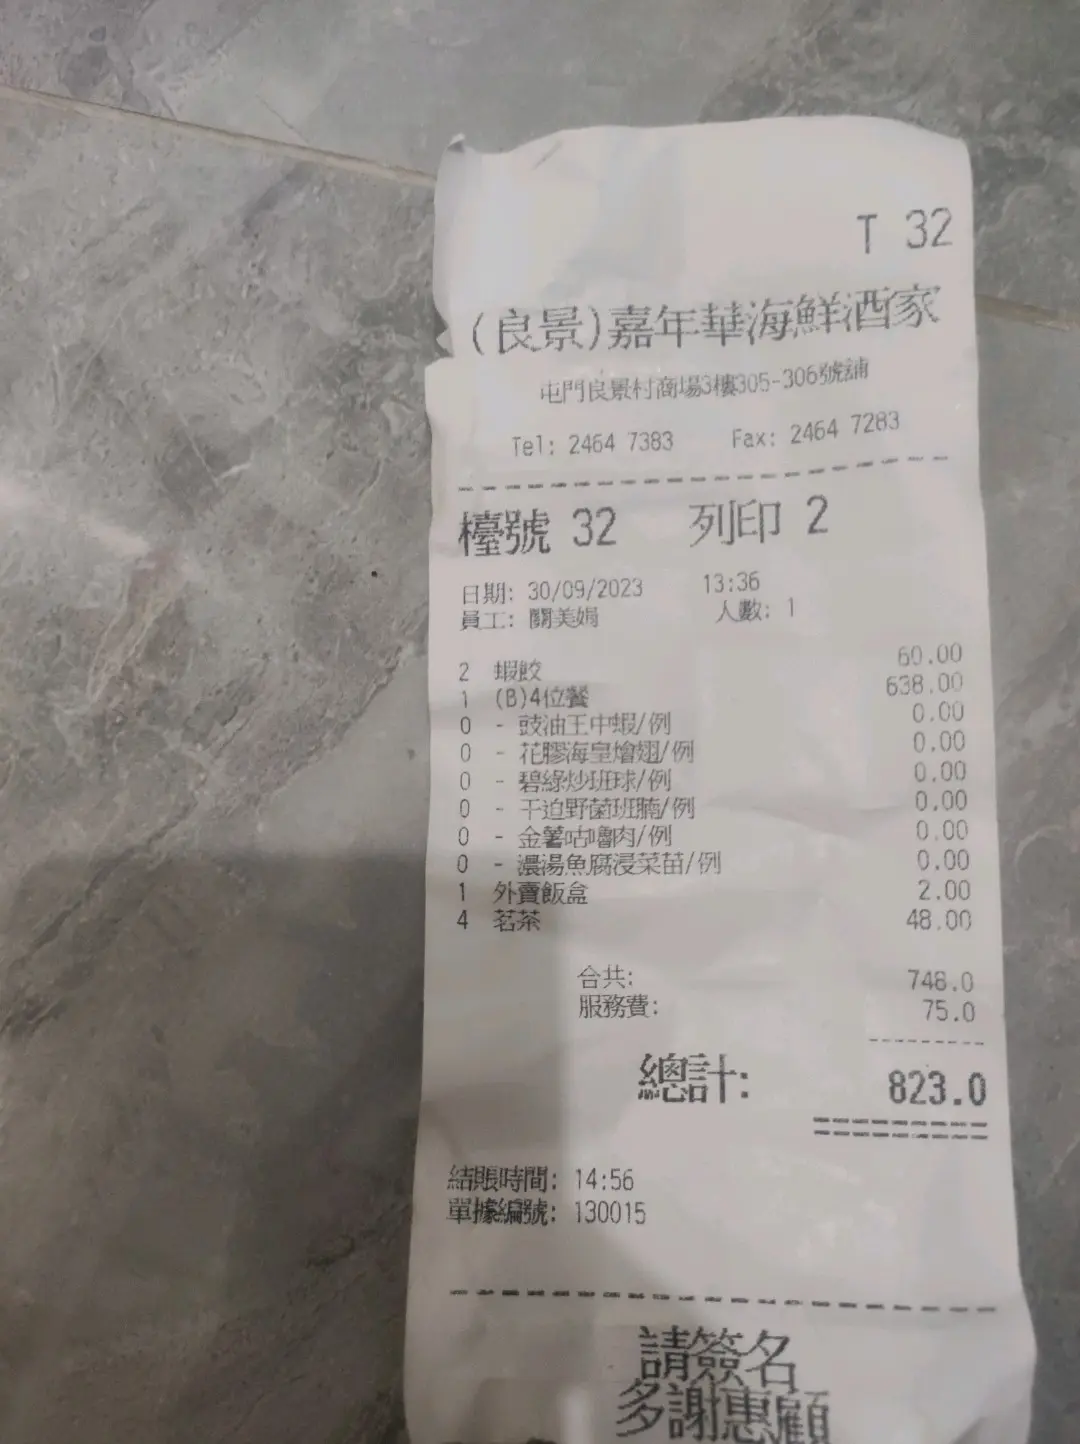 T 32
(良景)嘉年華海鮮酒家
屯門良景村商場3樓305-306號舖
Tel: 2464 7383 Fax: 2464 7283
檯號 32 列印 2
日期: 30/09/2023 13:36
員工: 關美娟 人數: 1
2 蝦餃 60.00
1 (B)4位餐 638.00
0 - 豉油王中蝦/例 0.00
0 - 花膠海皇燴翅/例 0.00
0 - 碧綠炒班球/例 0.00
0 - 干迫野菌班腩/例 0.00
0 - 金薯咕嚕肉/例 0.00
0 - 濃湯魚腐浸菜苗/例 0.00
1 外賣飯盒 2.00
4 茗茶 48.00
合共: 748.0
服務費: 75.0
總計: 823.0
結賬時間: 14:56
單據編號: 130015
請簽名
多謝惠顧